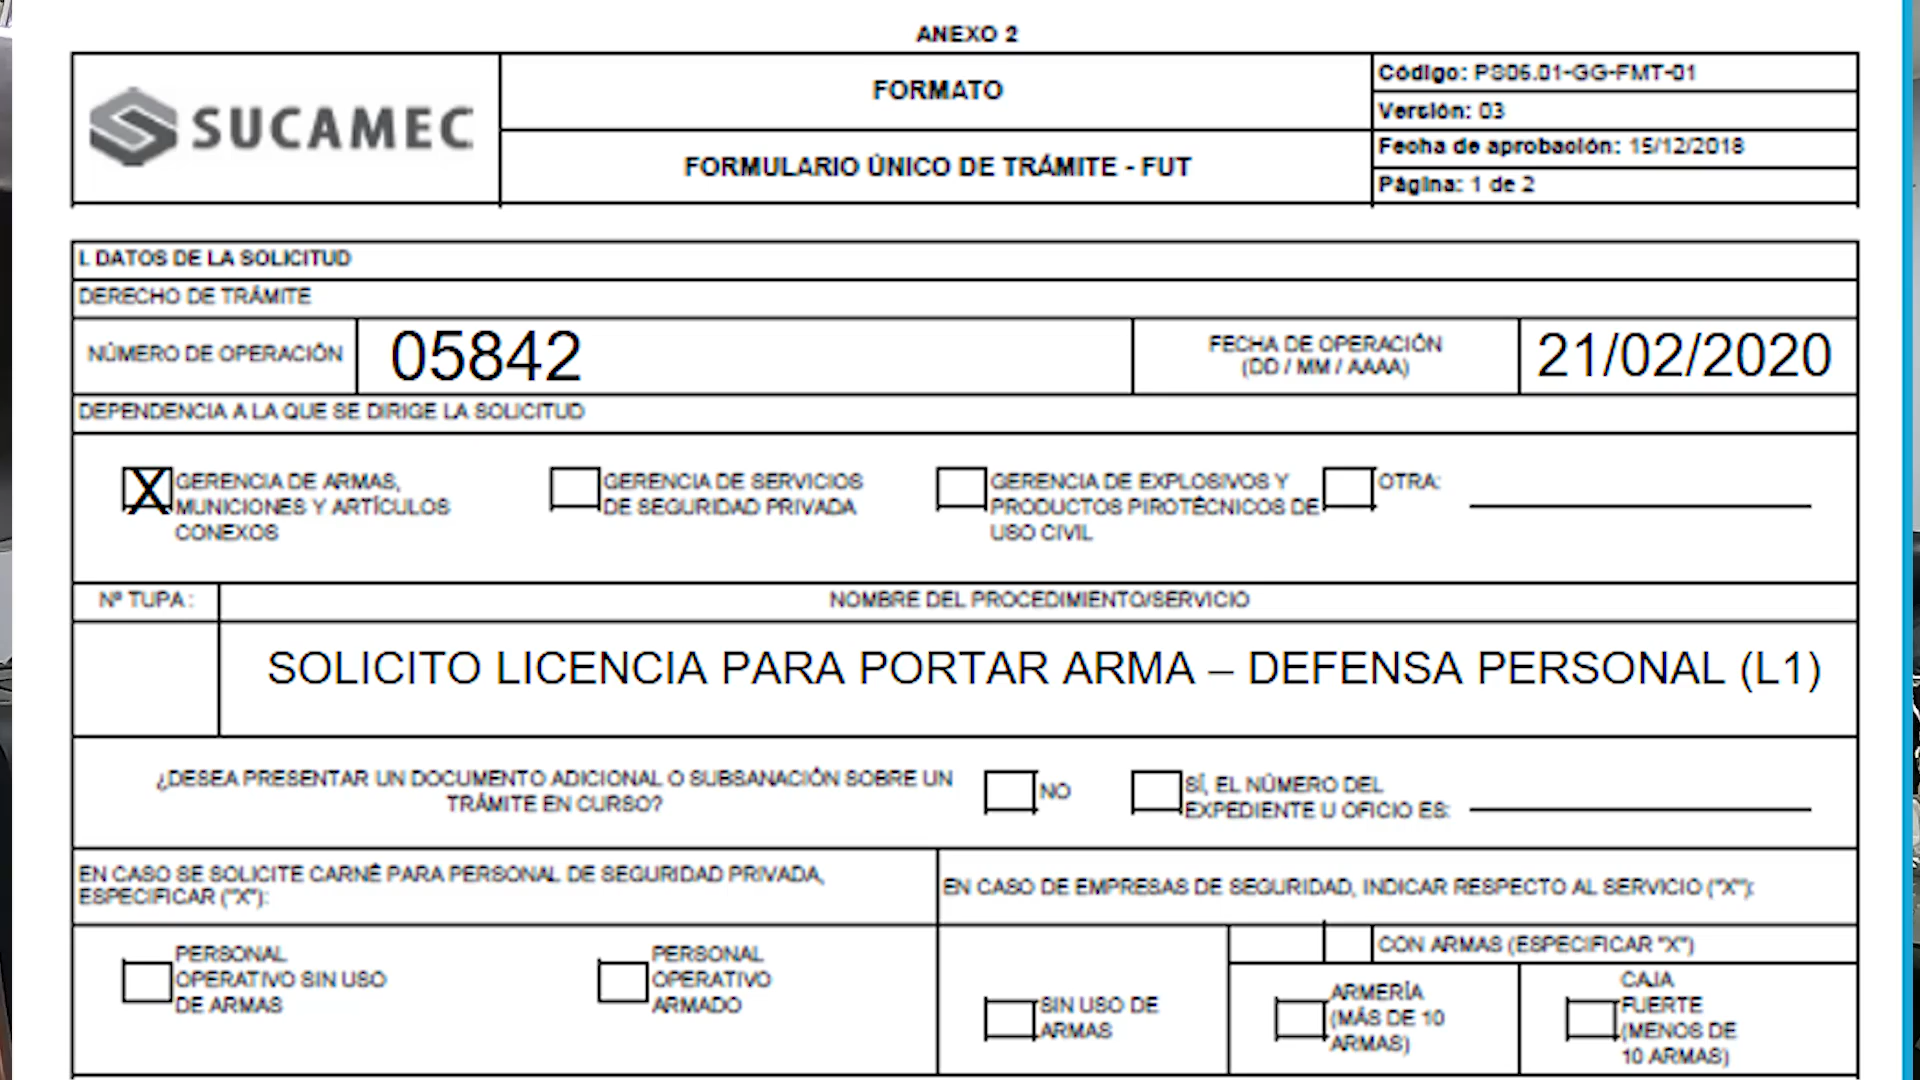 ANEXO 2
SUCAMEC
FORMATO
FORMULARIO ÚNICO DE TRÁMITE - FUT
Código: PS06.01-GG-FMT-01
Versión: 03
Fecha de aprobación: 15/12/2018
Página: 1 de 2
I. DATOS DE LA SOLICITUD
DERECHO DE TRÁMITE
NÚMERO DE OPERACIÓN
05842
FECHA DE OPERACIÓN
(DD / MM / AAAA)
21/02/2020
DEPENDENCIA A LA QUE SE DIRIGE LA SOLICITUD
X
GERENCIA DE ARMAS,
MUNICIONES Y ARTÍCULOS
CONEXOS
GERENCIA DE SERVICIOS
DE SEGURIDAD PRIVADA
GERENCIA DE EXPLOSIVOS Y
PRODUCTOS PIROTÉCNICOS DE
USO CIVIL
OTRA:
Nº TUPA :
NOMBRE DEL PROCEDIMIENTO/SERVICIO
SOLICITO LICENCIA PARA PORTAR ARMA – DEFENSA PERSONAL (L1)
¿DESEA PRESENTAR UN DOCUMENTO ADICIONAL O SUBSANACIÓN SOBRE UN
TRÁMITE EN CURSO?
NO
SÍ, EL NÚMERO DEL
EXPEDIENTE U OFICIO ES:
EN CASO SE SOLICITE CARNÉ PARA PERSONAL DE SEGURIDAD PRIVADA,
ESPECIFICAR ("X"):
EN CASO DE EMPRESAS DE SEGURIDAD, INDICAR RESPECTO AL SERVICIO ("X"):
PERSONAL
OPERATIVO SIN USO
DE ARMAS
PERSONAL
OPERATIVO
ARMADO
SIN USO DE
ARMAS
CON ARMAS (ESPECIFICAR "X")
ARMERÍA
(MÁS DE 10
ARMAS)
CAJA
FUERTE
(MENOS DE
10 ARMAS)